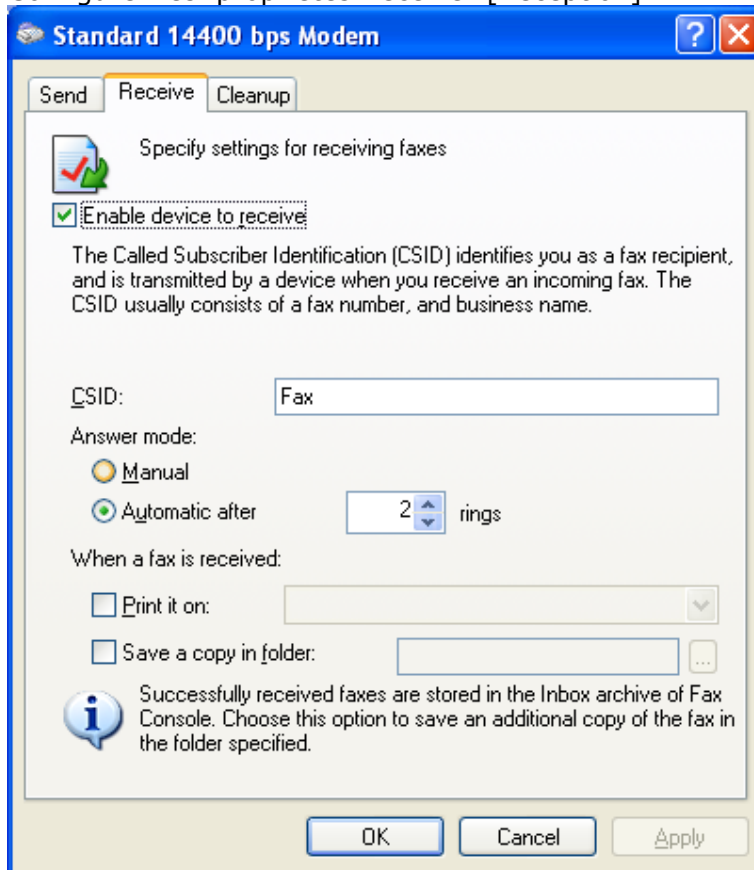 Standard 14400 bps Modem
Send Receive Cleanup
Specify settings for receiving faxes
Enable device to receive
The Called Subscriber Identification (CSID) identifies you as a fax recipient,
and is transmitted by a device when you receive an incoming fax. The
CSID usually consists of a fax number, and business name.
CSID: Fax
Answer mode:
Manual
Automatic after 2 rings
When a fax is received:
Print it on:
Save a copy in folder: ...
Successfully received faxes are stored in the Inbox archive of Fax
Console. Choose this option to save an additional copy of the fax in
the folder specified.
OK Cancel Apply